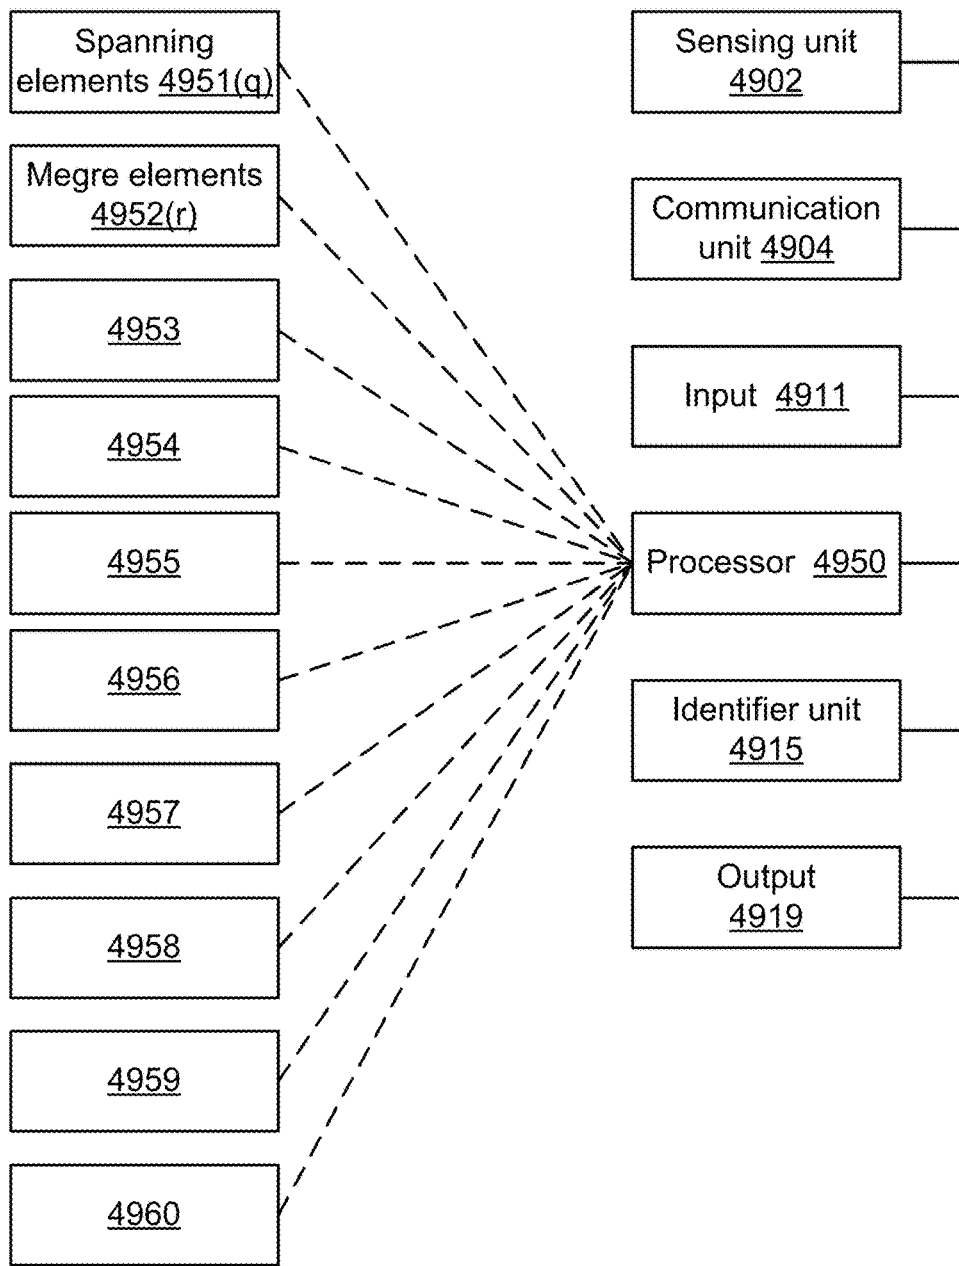 Spanning
elements 4951(q)
Megre elements
4952(r)
4953
4954
4955
4956
4957
4958
4959
4960
Sensing unit
4902
Communication
unit 4904
Input 4911
Processor 4950
Identifier unit
4915
Output
4919